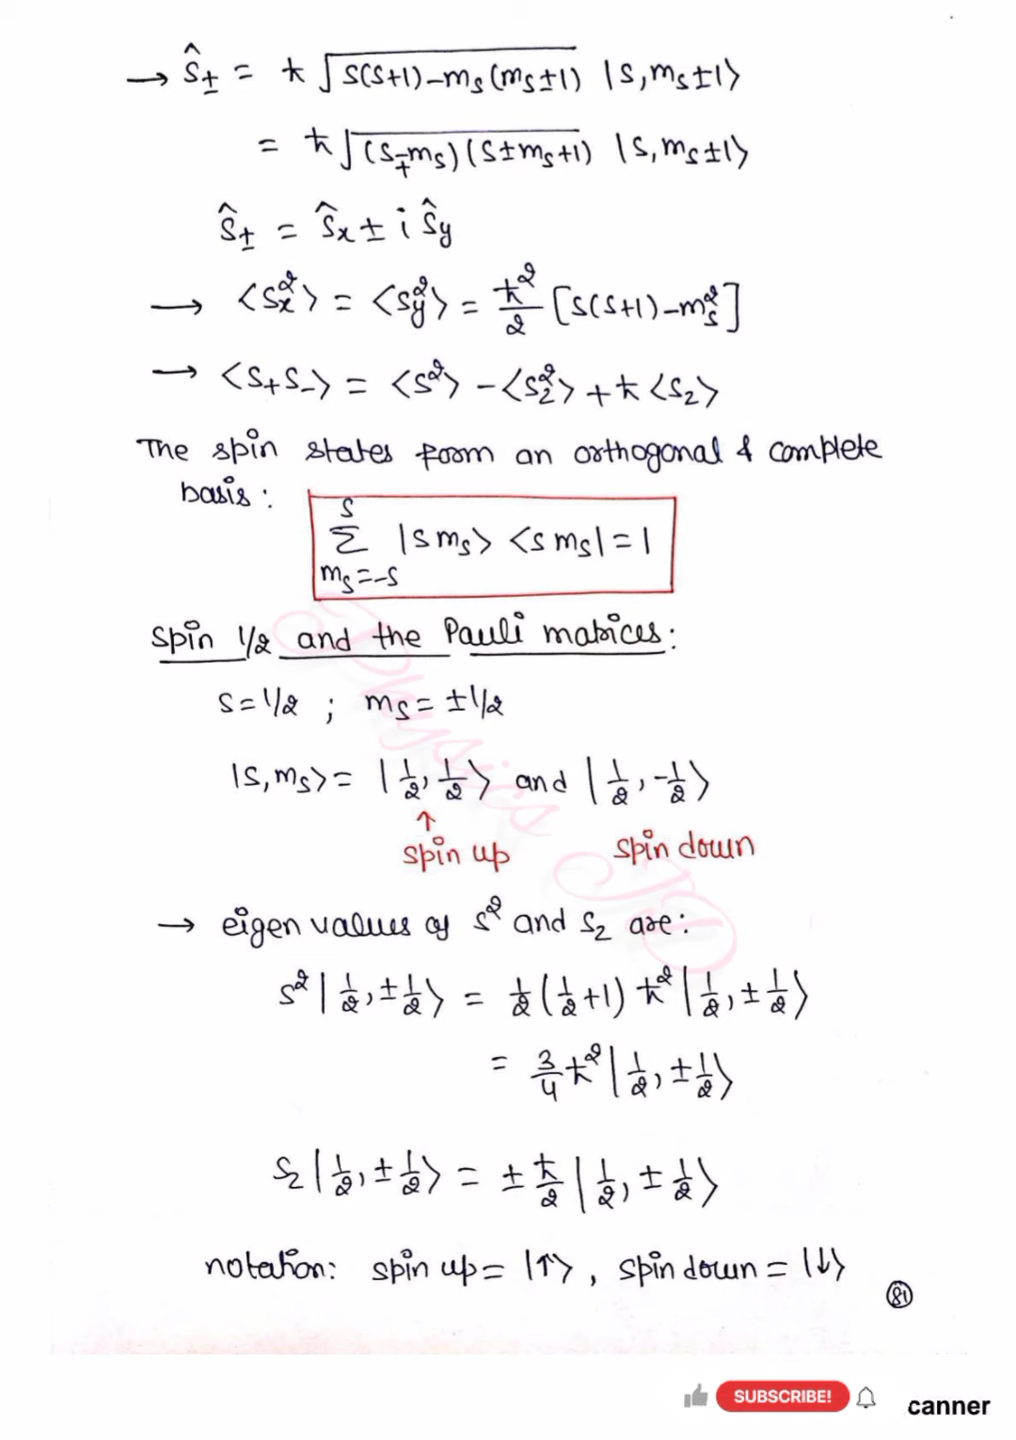 → Ŝ± = ħ √S(S+1)-mₛ(mₛ±1) |S,mₛ±1⟩
= ħ √(S∓mₛ)(S±mₛ+1) |S,mₛ±1⟩
Ŝ± = Ŝx ± i Ŝy
→ ⟨Sx²⟩ = ⟨Sy²⟩ = ħ²/2 [S(S+1)-mₛ²]
→ ⟨S+S-⟩ = ⟨S²⟩ - ⟨Sz²⟩ + ħ⟨Sz⟩
The spin states form an orthogonal & complete
basis:
∑_{mₛ=-S}^{S} |S mₛ⟩ ⟨S mₛ| = 1
Spin 1/2 and the Pauli matrices:
S=1/2 ; mₛ = ±1/2
|S,mₛ⟩ = |1/2, 1/2⟩ and |1/2, -1/2⟩
↑
spin up spin down
→ eigen values of S² and Sz are:
S²|1/2, ±1/2⟩ = 1/2(1/2+1) ħ² |1/2, ±1/2⟩
= 3/4 ħ² |1/2, ±1/2⟩
Sz|1/2, ±1/2⟩ = ± ħ/2 |1/2, ±1/2⟩
notation: spin up = |↑⟩, spin down = |↓⟩
81
Physics
SUBSCRIBE!
canner